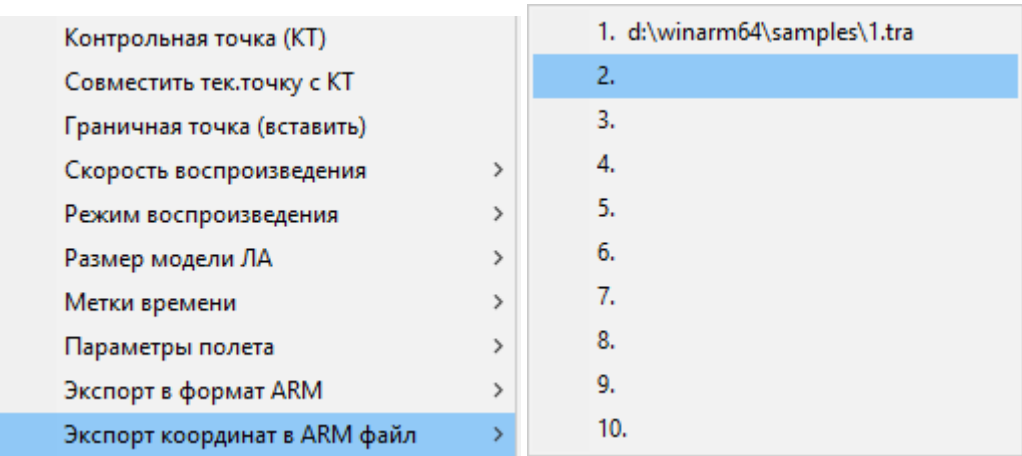 Контрольная точка (КТ)
Совместить тек.точку с КТ
Граничная точка (вставить)
Скорость воспроизведения
Режим воспроизведения
Размер модели ЛА
Метки времени
Параметры полета
Экспорт в формат ARM
Экспорт координат в ARM файл
1. d:\winarm64\samples\1.tra
2.
3.
4.
5.
6.
7.
8.
9.
10.